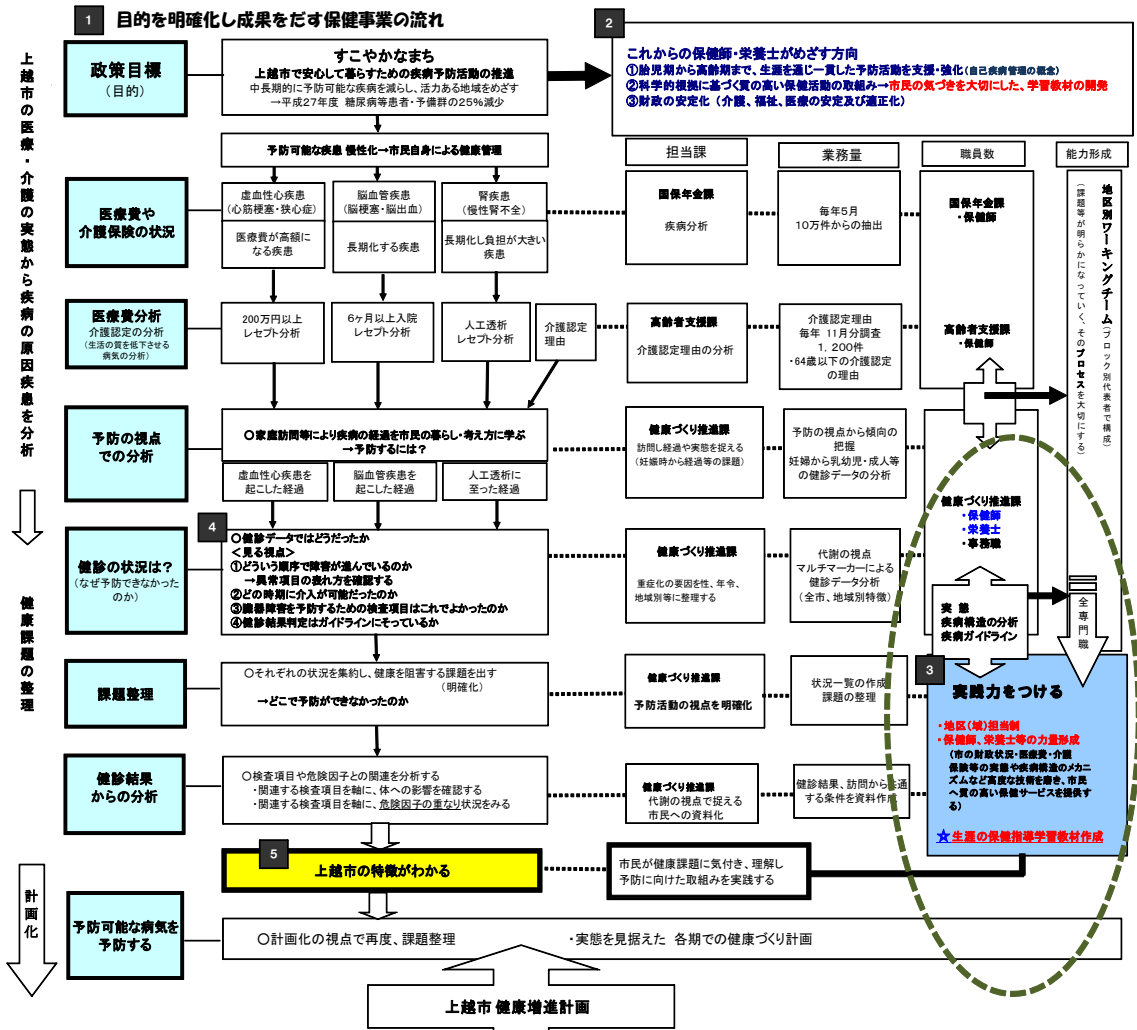 1 目的を明確化し成果をだす保健事業の流れ
上越市の医療・介護の実態から疾病の原因疾患を分析
健康課題の整理
計画化
政策目標
(目的)
すこやかなまち
上越市で安心して暮らすための疾病予防活動の推進
中長期的に予防可能な疾病を減らし、活力ある地域をめざす
→平成27年度 糖尿病等患者・予備群の25%減少
2
これからの保健師・栄養士がめざす方向
①胎児期から高齢期まで、生涯を通じ一貫した予防活動を支援・強化(自己疾病管理の概念)
②科学的根拠に基づく質の高い保健活動の取組み→市民の気づきを大切にした、学習教材の開発
③財政の安定化(介護、福祉、医療の安定及び適正化)
予防可能な疾患 慢性化→市民自身による健康管理
担当課
業務量
職員数
能力形成
医療費や
介護保険の状況
虚血性心疾患
(心筋梗塞・狭心症)
脳血管疾患
(脳梗塞・脳出血)
腎疾患
(慢性腎不全)
医療費が高額に
なる疾患
長期化する疾患
長期化し負担が大きい
疾患
国保年金課
疾病分析
毎年5月
10万件からの抽出
国保年金課
・保健師
地区別ワーキングチーム(ブロック別代表者で構成)
(課題等が明らかになっていく、そのプロセスを大切にする)
医療費分析
介護認定の分析
(生活の質を低下させる
病気の分析)
200万円以上
レセプト分析
6ヶ月以上入院
レセプト分析
人工透析
レセプト分析
介護認定
理由
高齢者支援課
介護認定理由の分析
介護認定理由
毎年 11月分調査
1,200件
・64歳以下の介護認定
の理由
高齢者支援課
・保健師
予防の視点
での分析
○家庭訪問等により疾病の経過を市民の暮らし・考え方に学ぶ
→予防するには?
虚血性心疾患を
起こした経過
脳血管疾患を
起こした経過
人工透析に
至った経過
健康づくり推進課
訪問し経過や実態を捉える
(妊娠時から経過等の課題)
予防の視点から傾向の
把握
妊婦から乳幼児・成人等
の健診データの分析
健康づくり推進課
・保健師
・栄養士
・事務職
健診の状況は?
(なぜ予防できなかった
のか)
4
○健診データではどうだったか
<見る視点>
①どういう順序で障害が進んでいるのか
→異常項目の表れ方を確認する
②どの時期に介入が可能だったのか
③臓器障害を予防するための検査項目はこれでよかったのか
④健診結果判定はガイドラインにそっているか
健康づくり推進課
重症化の要因を性、年令、
地域別等に整理する
代謝の視点
マルチマーカーによる
健診データ分析
(全市、地域別特徴)
実 態
疾病構造の分析
疾病ガイドライン
全専門職
課題整理
○それぞれの状況を集約し、健康を阻害する課題を出す
(明確化)
→どこで予防ができなかったのか
健康づくり推進課
予防活動の視点を明確化
状況一覧の作成
課題の整理
3
実践力をつける
・地区(域)担当制
・保健師、栄養士等の力量形成
(市の財政状況・医療費・介護
保険等の実態や疾病構造のメカニ
ズムなど高度な技術を磨き、市民
へ質の高い保健サービスを提供す
る)
☆生涯の保健指導学習教材作成
健診結果
からの分析
○検査項目や危険因子との関連を分析する
・関連する検査項目を軸に、体への影響を確認する
・関連する検査項目を軸に、危険因子の重なり状況をみる
健康づくり推進課
代謝の視点で捉える
市民への資料化
健診結果、訪問から共通
する条件を資料作成
5
上越市の特徴がわかる
市民が健康課題に気付き、理解し
予防に向けた取組みを実践する
予防可能な病気を
予防する
○計画化の視点で再度、課題整理
・実態を見据えた 各期での健康づくり計画
上越市 健康増進計画